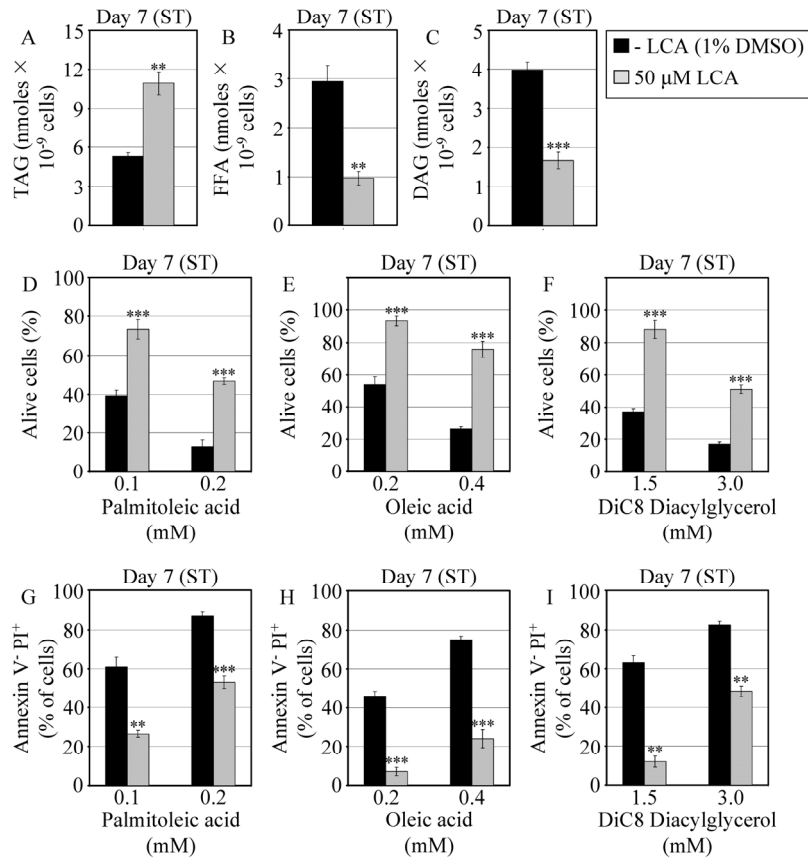 Day 7 (ST)
A
TAG (nmoles ×
10⁻⁹ cells)
15
12
9
6
3
0
**
Day 7 (ST)
B
FFA (nmoles ×
10⁻⁹ cells)
4
3
2
1
0
**
Day 7 (ST)
C
DAG (nmoles ×
10⁻⁹ cells)
5
4
3
2
1
0
***
- LCA (1% DMSO)
50 μM LCA
Day 7 (ST)
D
Alive cells (%)
100
80
60
40
20
0
***
***
0.1 0.2
Palmitoleic acid
(mM)
Day 7 (ST)
E
Alive cells (%)
100
80
60
40
20
0
***
***
0.2 0.4
Oleic acid
(mM)
Day 7 (ST)
F
Alive cells (%)
100
80
60
40
20
0
***
***
1.5 3.0
DiC8 Diacylglycerol
(mM)
Day 7 (ST)
G
Annexin V⁻ PI⁺
(% of cells)
100
80
60
40
20
0
**
***
0.1 0.2
Palmitoleic acid
(mM)
Day 7 (ST)
H
Annexin V⁻ PI⁺
(% of cells)
100
80
60
40
20
0
***
***
0.2 0.4
Oleic acid
(mM)
Day 7 (ST)
I
Annexin V⁻ PI⁺
(% of cells)
100
80
60
40
20
0
**
**
1.5 3.0
DiC8 Diacylglycerol
(mM)